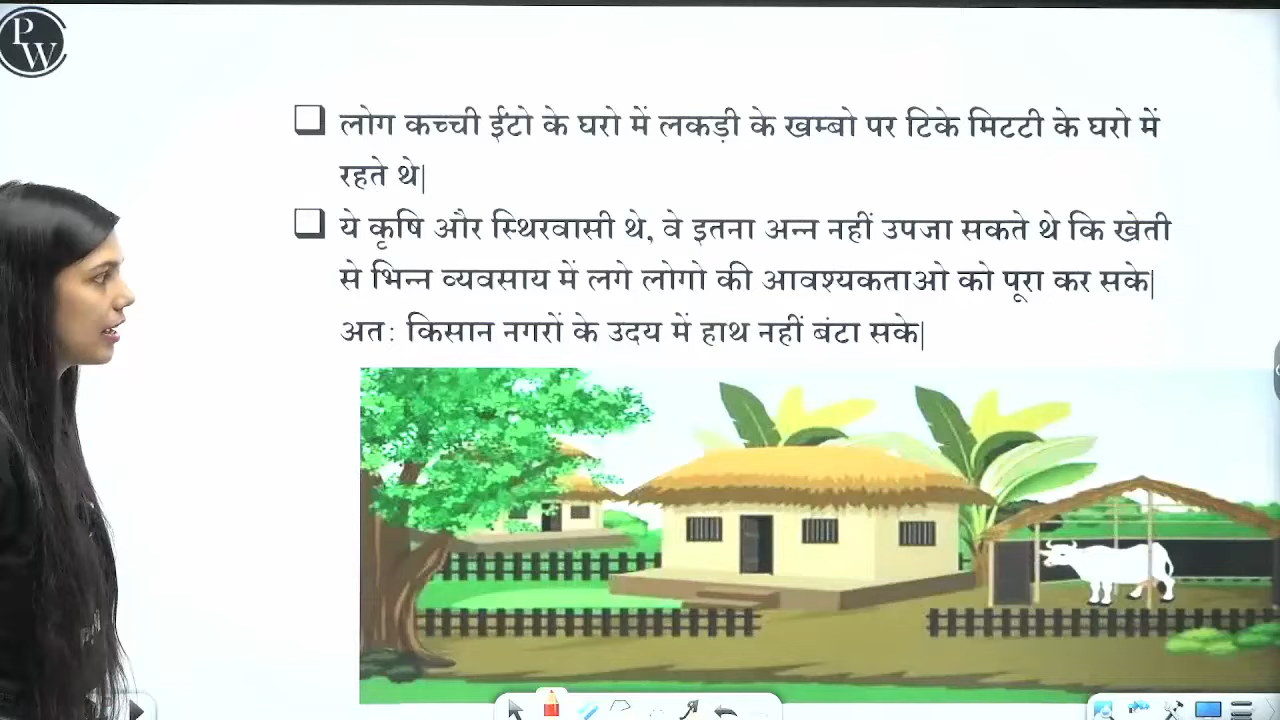 PW
लोग कच्ची ईंटो के घरो में लकड़ी के खम्बो पर टिके मिटटी के घरो में
रहते थे|
ये कृषि और स्थिरवासी थे, वे इतना अन्न नहीं उपजा सकते थे कि खेती
से भिन्न व्यवसाय में लगे लोगो की आवश्यकताओ को पूरा कर सके|
अतः किसान नगरों के उदय में हाथ नहीं बंटा सके|